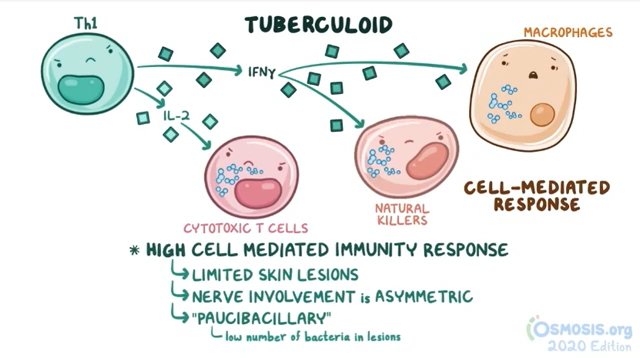 TUBERCULOID
Th1
MACROPHAGES
IFNγ
IL-2
CELL-MEDIATED
RESPONSE
NATURAL
KILLERS
CYTOTOXIC T CELLS
* HIGH CELL MEDIATED IMMUNITY RESPONSE
LIMITED SKIN LESIONS
NERVE INVOLVEMENT is ASYMMETRIC
"PAUCIBACILLARY"
low number of bacteria in lesions
OSMOSIS.org
2020 Edition